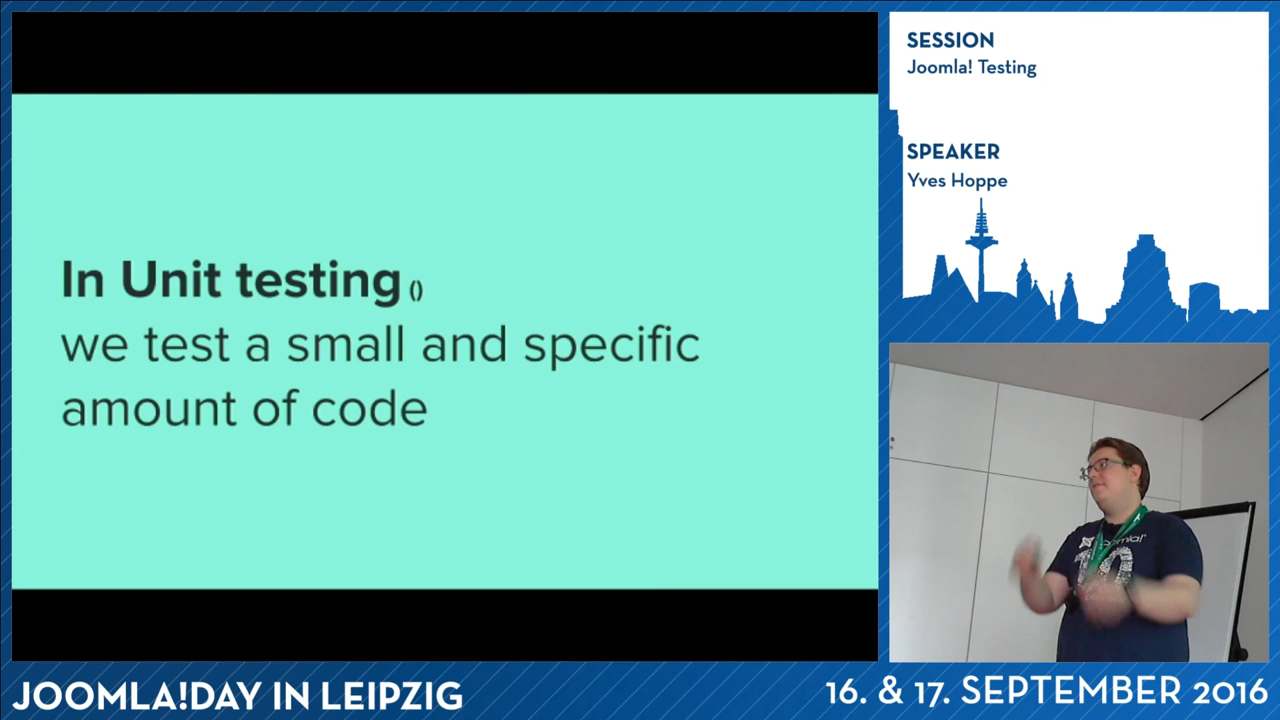 In Unit testing ()
we test a small and specific
amount of code
SESSION
Joomla! Testing
SPEAKER
Yves Hoppe
JOOMLA!DAY IN LEIPZIG
16. & 17. SEPTEMBER 2016